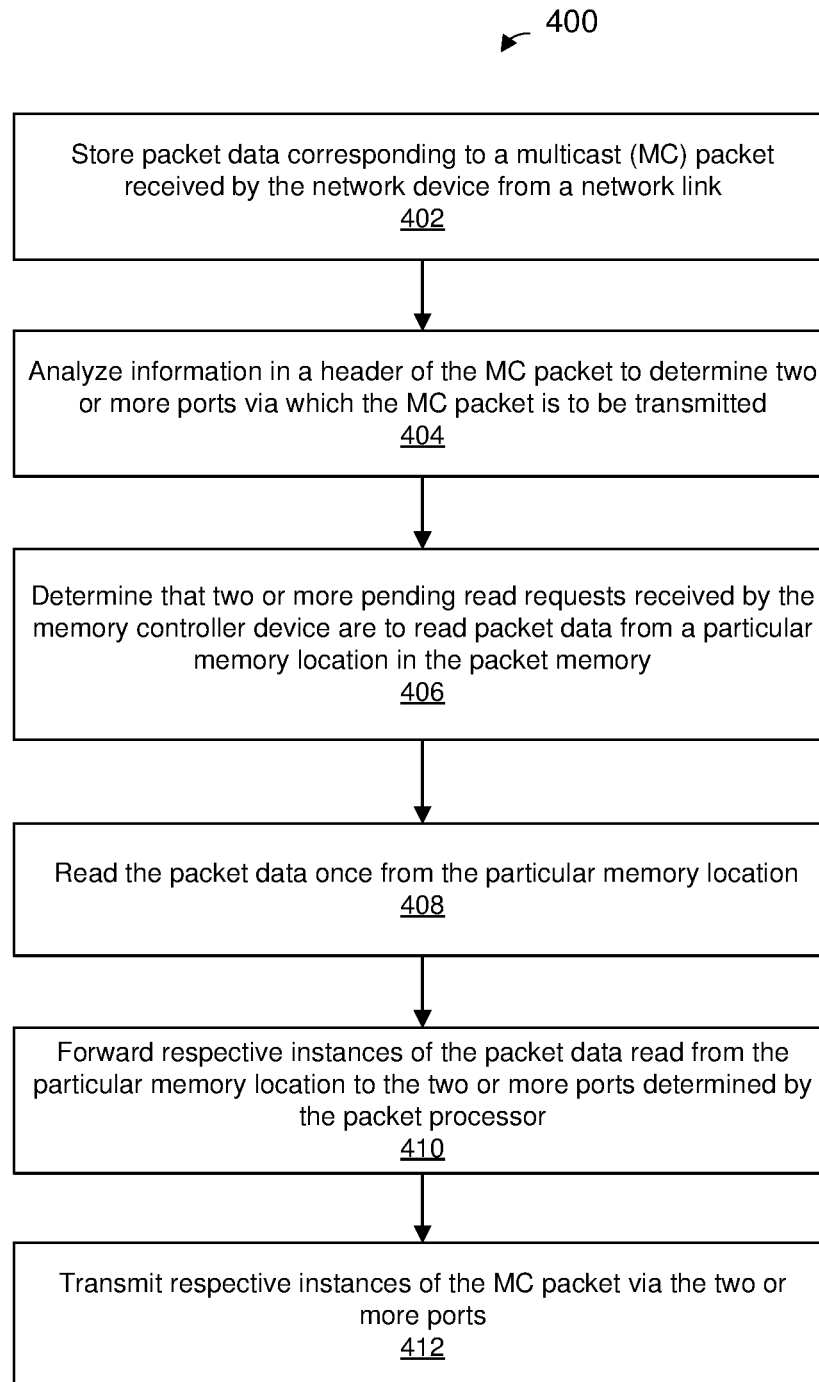 400
Store packet data corresponding to a multicast (MC) packet
received by the network device from a network link
402
Analyze information in a header of the MC packet to determine two
or more ports via which the MC packet is to be transmitted
404
Determine that two or more pending read requests received by the
memory controller device are to read packet data from a particular
memory location in the packet memory
406
Read the packet data once from the particular memory location
408
Forward respective instances of the packet data read from the
particular memory location to the two or more ports determined by
the packet processor
410
Transmit respective instances of the MC packet via the two or
more ports
412